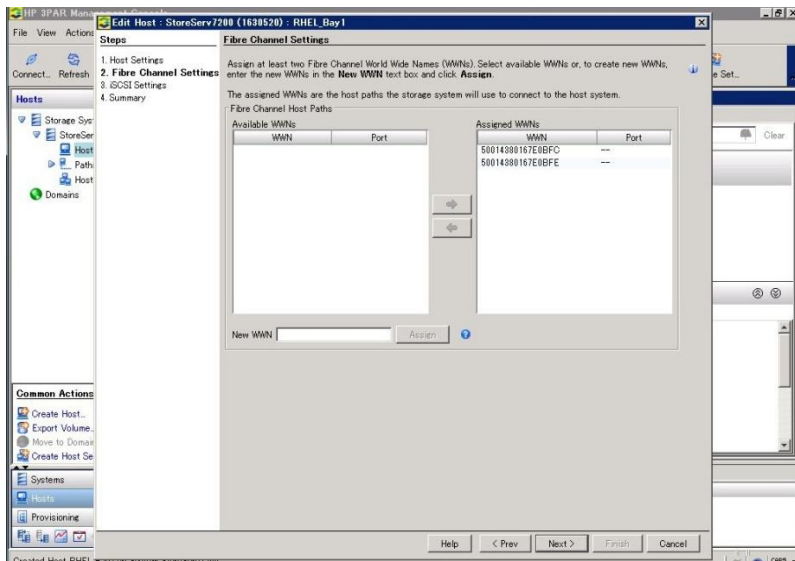 HP 3PAR Management Console
File View Actions
Connect... Refresh
e Set...
Hosts
Storage Sys
StoreSer
Host
Path
Host
Domains
Common Actions
Create Host...
Export Volume...
Move to Domai
Create Host Se
Systems
Hosts
Provisioning
Clear
Edit Host : StoreServ7200 (1630520) : RHEL_Bay1
Steps
1. Host Settings
2. Fibre Channel Settings
3. iSCSI Settings
4. Summary
Fibre Channel Settings
Assign at least two Fibre Channel World Wide Names (WWNs). Select available WWNs or, to create new WWNs,
enter the new WWNs in the New WWN text box and click Assign.
The assigned WWNs are the host paths the storage system will use to connect to the host system.
Fibre Channel Host Paths
Available WWNs
WWN Port
Assigned WWNs
WWN Port
50014380167E0BFC --
50014380167E0BFE --
New WWN Assign
Help < Prev Next > Finish Cancel